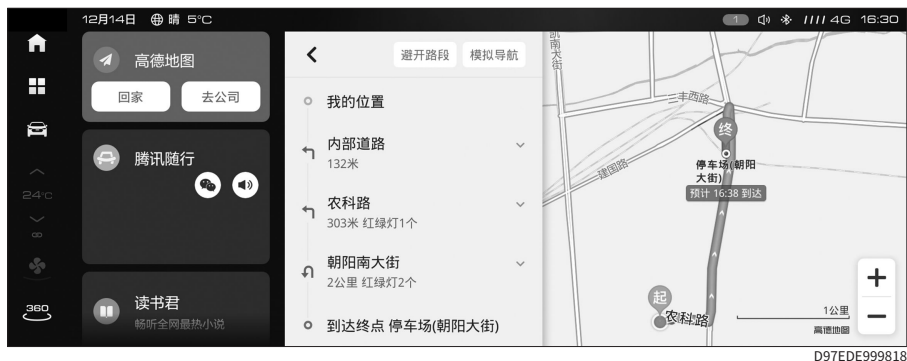 12月14日 晴 5°C
1 4G 16:30
高德地图
回家 去公司
腾讯随行
24°C
360
读书君
畅听全网最热小说
避开路段 模拟导航
我的位置
内部道路
132米
农科路
303米 红绿灯1个
朝阳南大街
2公里 红绿灯2个
到达终点 停车场(朝阳大街)
南大街
三丰西路
建国路
终
停车场(朝阳
大街)
预计 16:38 到达
起
农科路
1公里
高德地图
D97EDE999818